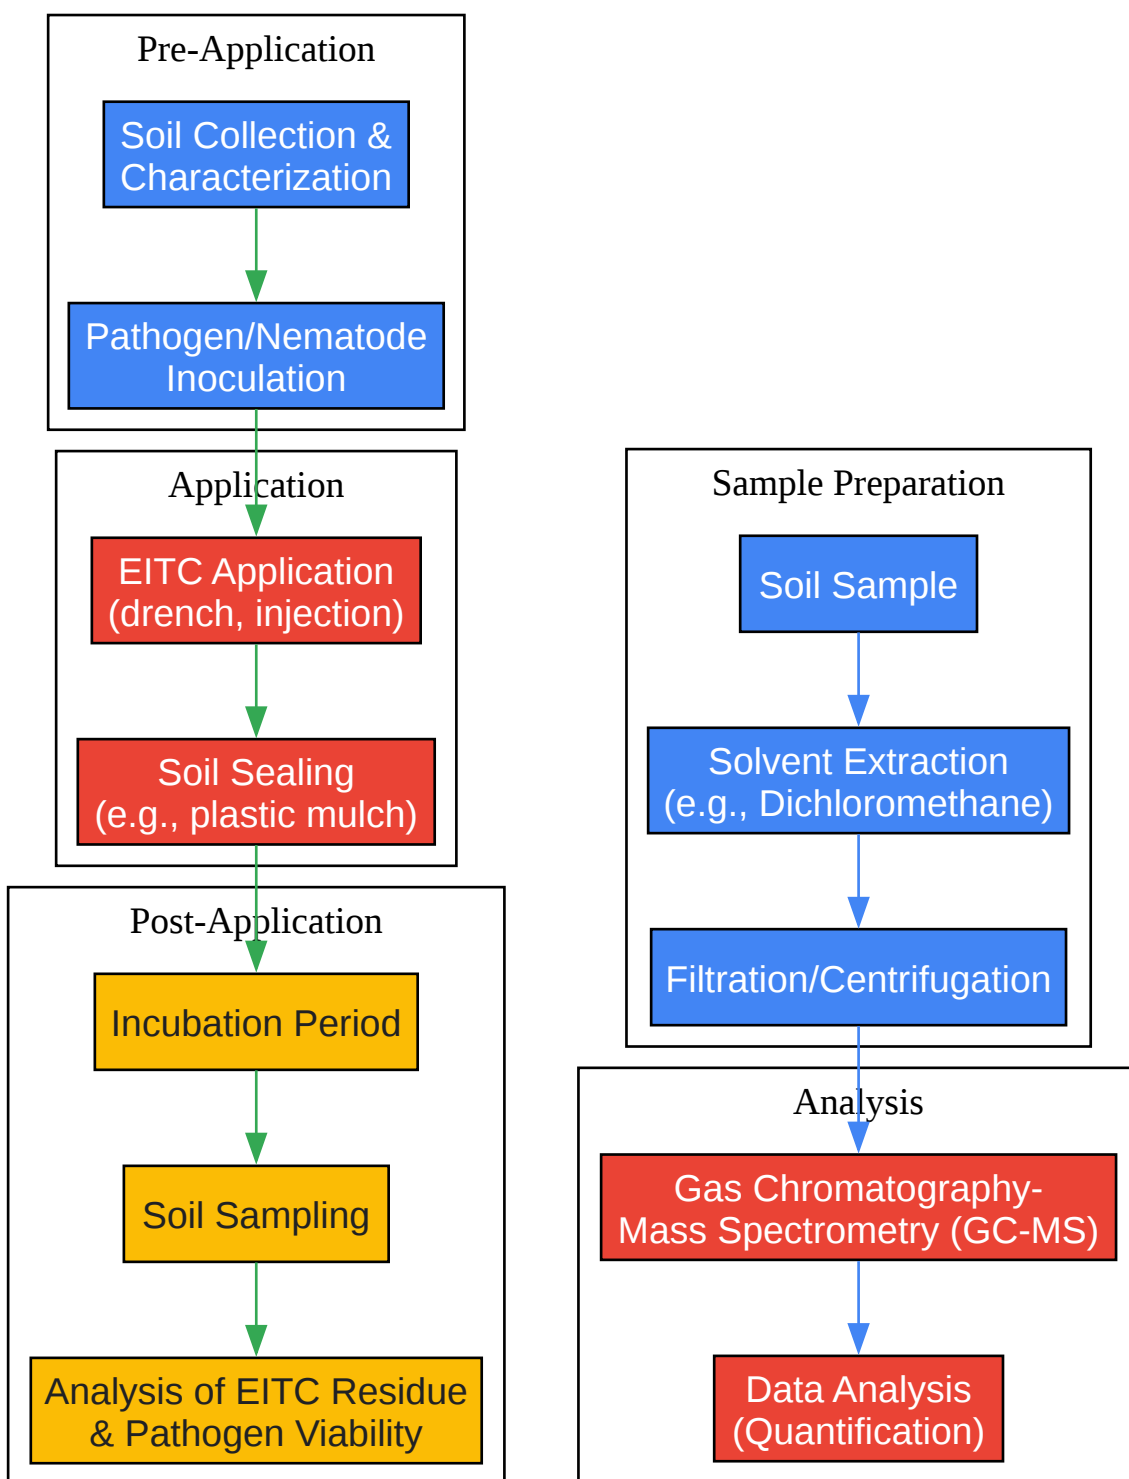 Pre-Application
Soil Collection &
Characterization
Pathogen/Nematode
Inoculation
Application
EITC Application
(drench, injection)
Soil Sealing
(e.g., plastic mulch)
Post-Application
Incubation Period
Soil Sampling
Analysis of EITC Residue
& Pathogen Viability
Sample Preparation
Soil Sample
Solvent Extraction
(e.g., Dichloromethane)
Filtration/Centrifugation
Analysis
Gas Chromatography-
Mass Spectrometry (GC-MS)
Data Analysis
(Quantification)